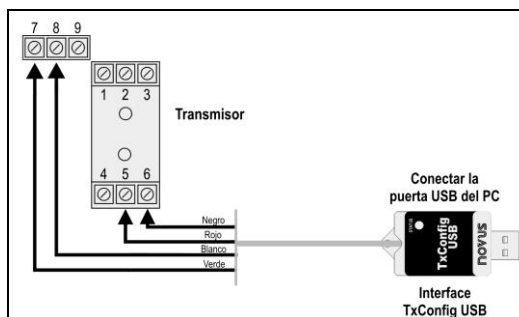 7 8 9
1 2 3
Transmisor
4 5 6
Negro
Rojo
Blanco
Verde
Conectar la
puerta USB del PC
STATUS
TxConfig
USB
novus
Interface
TxConfig USB